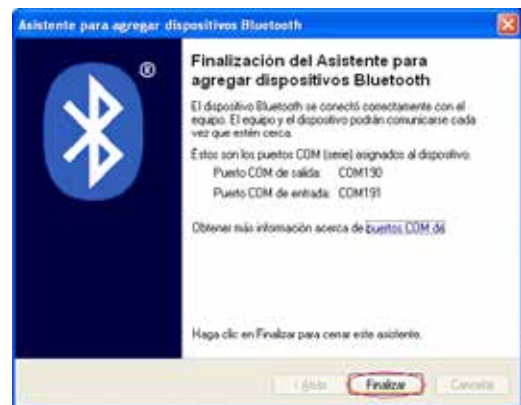 Asistente para agregar dispositivos Bluetooth
®
Finalización del Asistente para
agregar dispositivos Bluetooth
El dispositivo Bluetooth se conectó correctamente con el
equipo. El equipo y el dispositivo podrán comunicarse cada
vez que estén cerca.
Éstos son los puertos COM (serie) asignados al dispositivo.
Puerto COM de salida: COM190
Puerto COM de entrada: COM191
Obtener más información acerca de puertos COM de
Haga clic en Finalizar para cerrar este asistente.
< Atrás Finalizar Cancelar